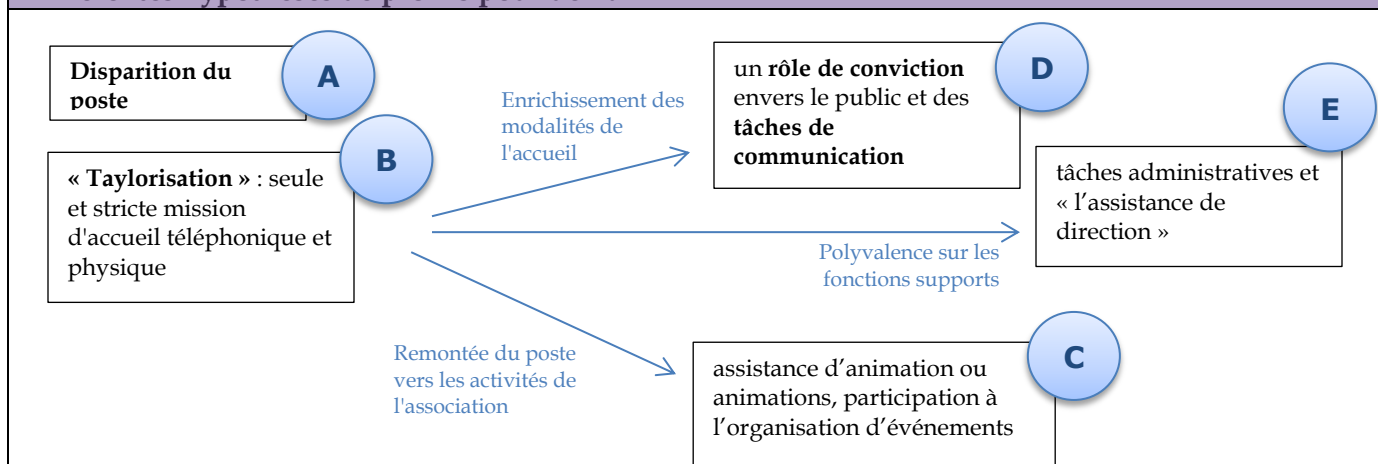 Disparition du
poste
A
« Taylorisation » : seule
et stricte mission
d'accueil téléphonique et
physique
B
Enrichissement des
modalités de
l'accueil
un rôle de conviction
envers le public et des
tâches de
communication
D
E
tâches administratives et
« l’assistance de
direction »
Polyvalence sur les
fonctions supports
Remontée du poste
vers les activités de
l'association
assistance d’animation ou
animations, participation à
l’organisation d’événements
C